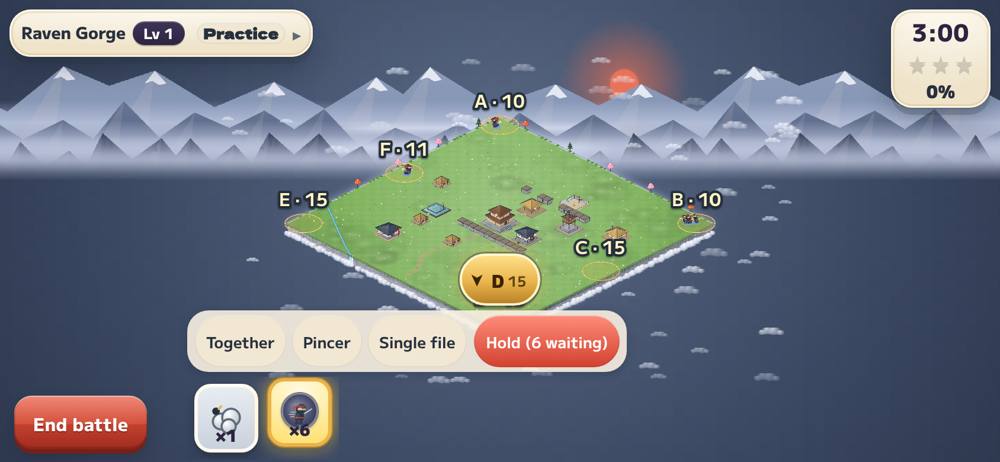 Raven Gorge Lv 1 Practice
3:00
0%
A · 10
F · 11
E · 15
B · 10
C · 15
D 15
Together Pincer Single file Hold (6 waiting)
End battle
×1
×6